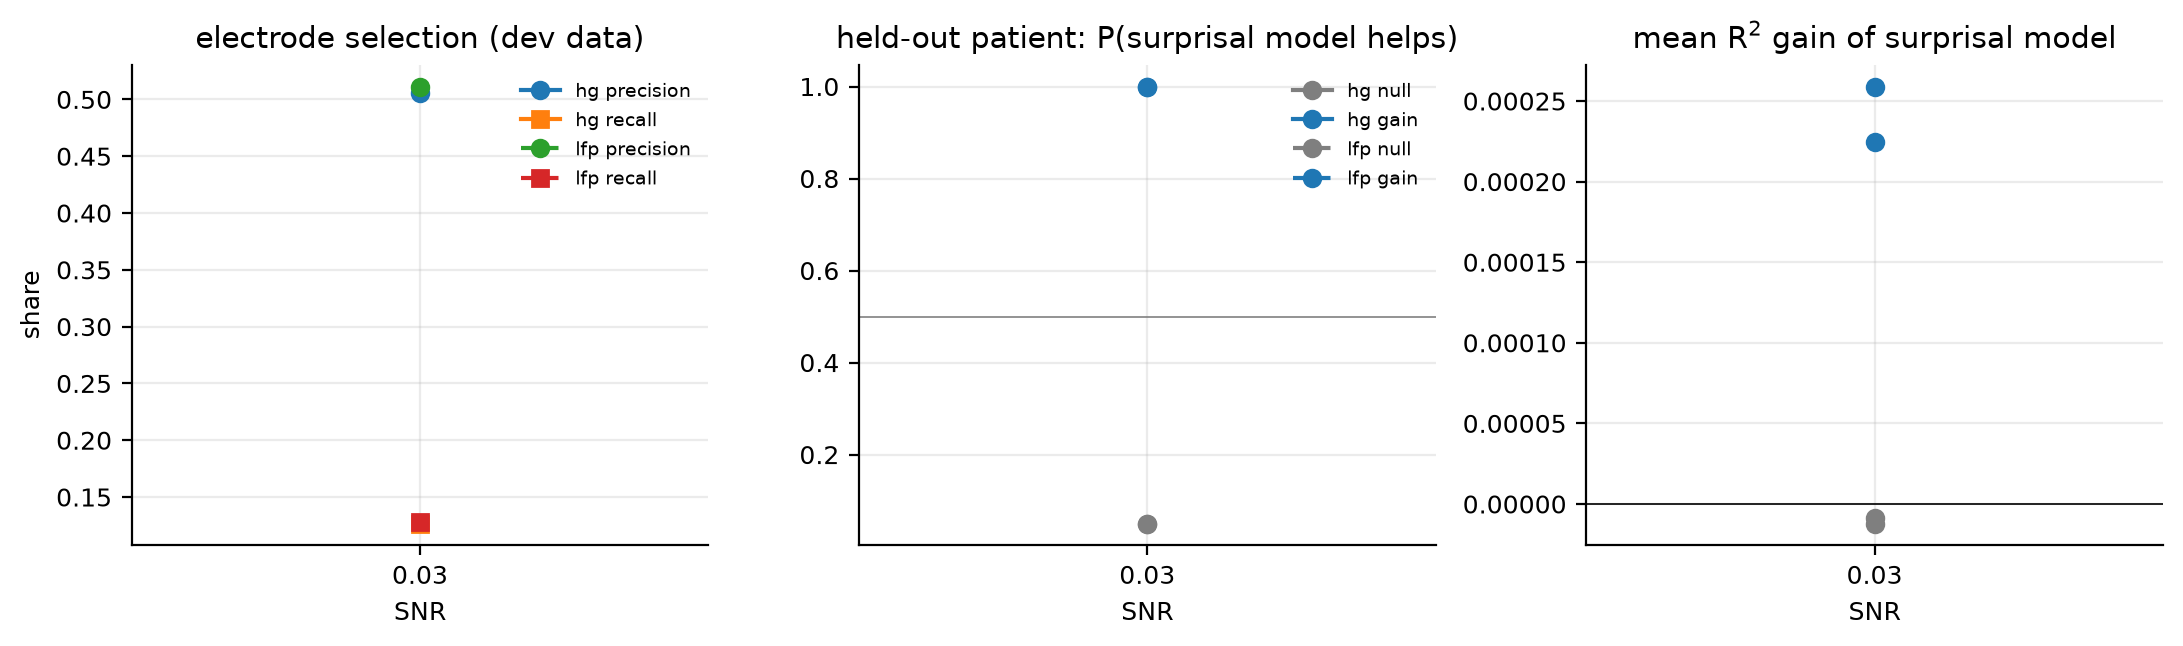 electrode selection (dev data)
share
0.50
0.45
0.40
0.35
0.30
0.25
0.20
0.15
hg precision
hg recall
lfp precision
lfp recall
0.03
SNR
held-out patient: P(surprisal model helps)
1.0
0.8
0.6
0.4
0.2
hg null
hg gain
lfp null
lfp gain
0.03
SNR
mean R² gain of surprisal model
0.00025
0.00020
0.00015
0.00010
0.00005
0.00000
0.03
SNR